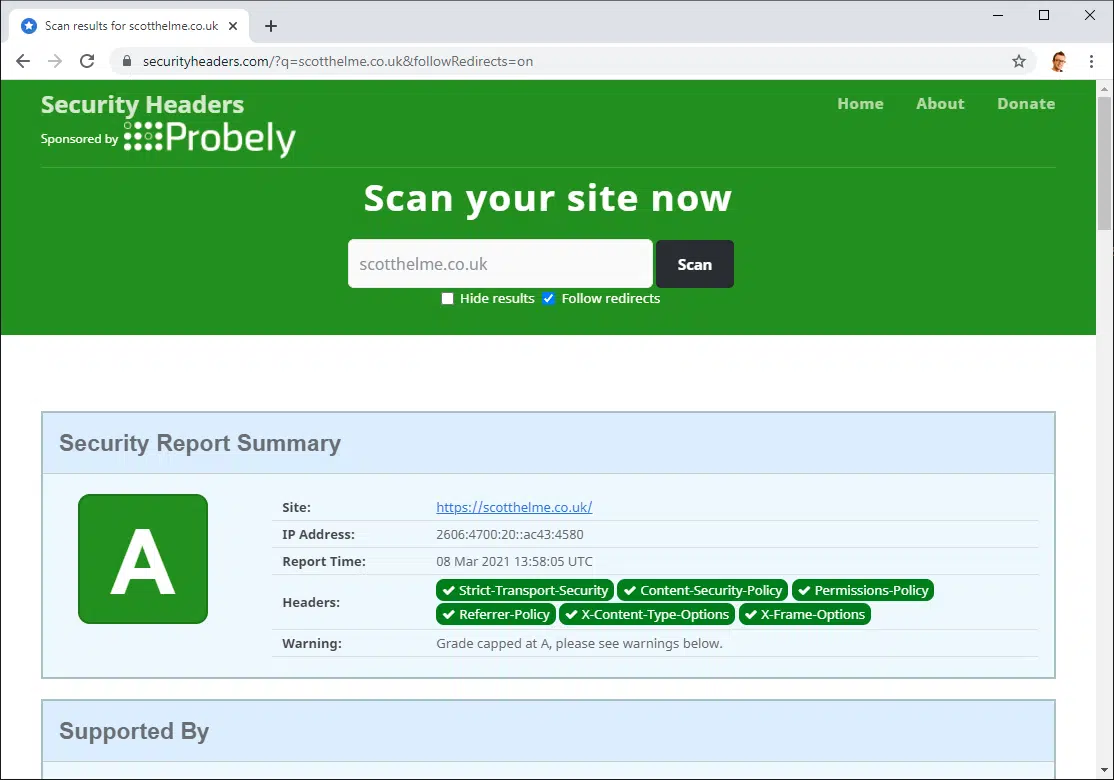 Scan results for scotthelme.co.uk
securityheaders.com/?q=scotthelme.co.uk&followRedirects=on
Security Headers
Home About Donate
Sponsored by Probely
Scan your site now
scotthelme.co.uk Scan
Hide results Follow redirects
Security Report Summary
A
Site: https://scotthelme.co.uk/
IP Address: 2606:4700:20::ac43:4580
Report Time: 08 Mar 2021 13:58:05 UTC
Headers: Strict-Transport-Security Content-Security-Policy Permissions-Policy
Referrer-Policy X-Content-Type-Options X-Frame-Options
Warning: Grade capped at A, please see warnings below.
Supported By